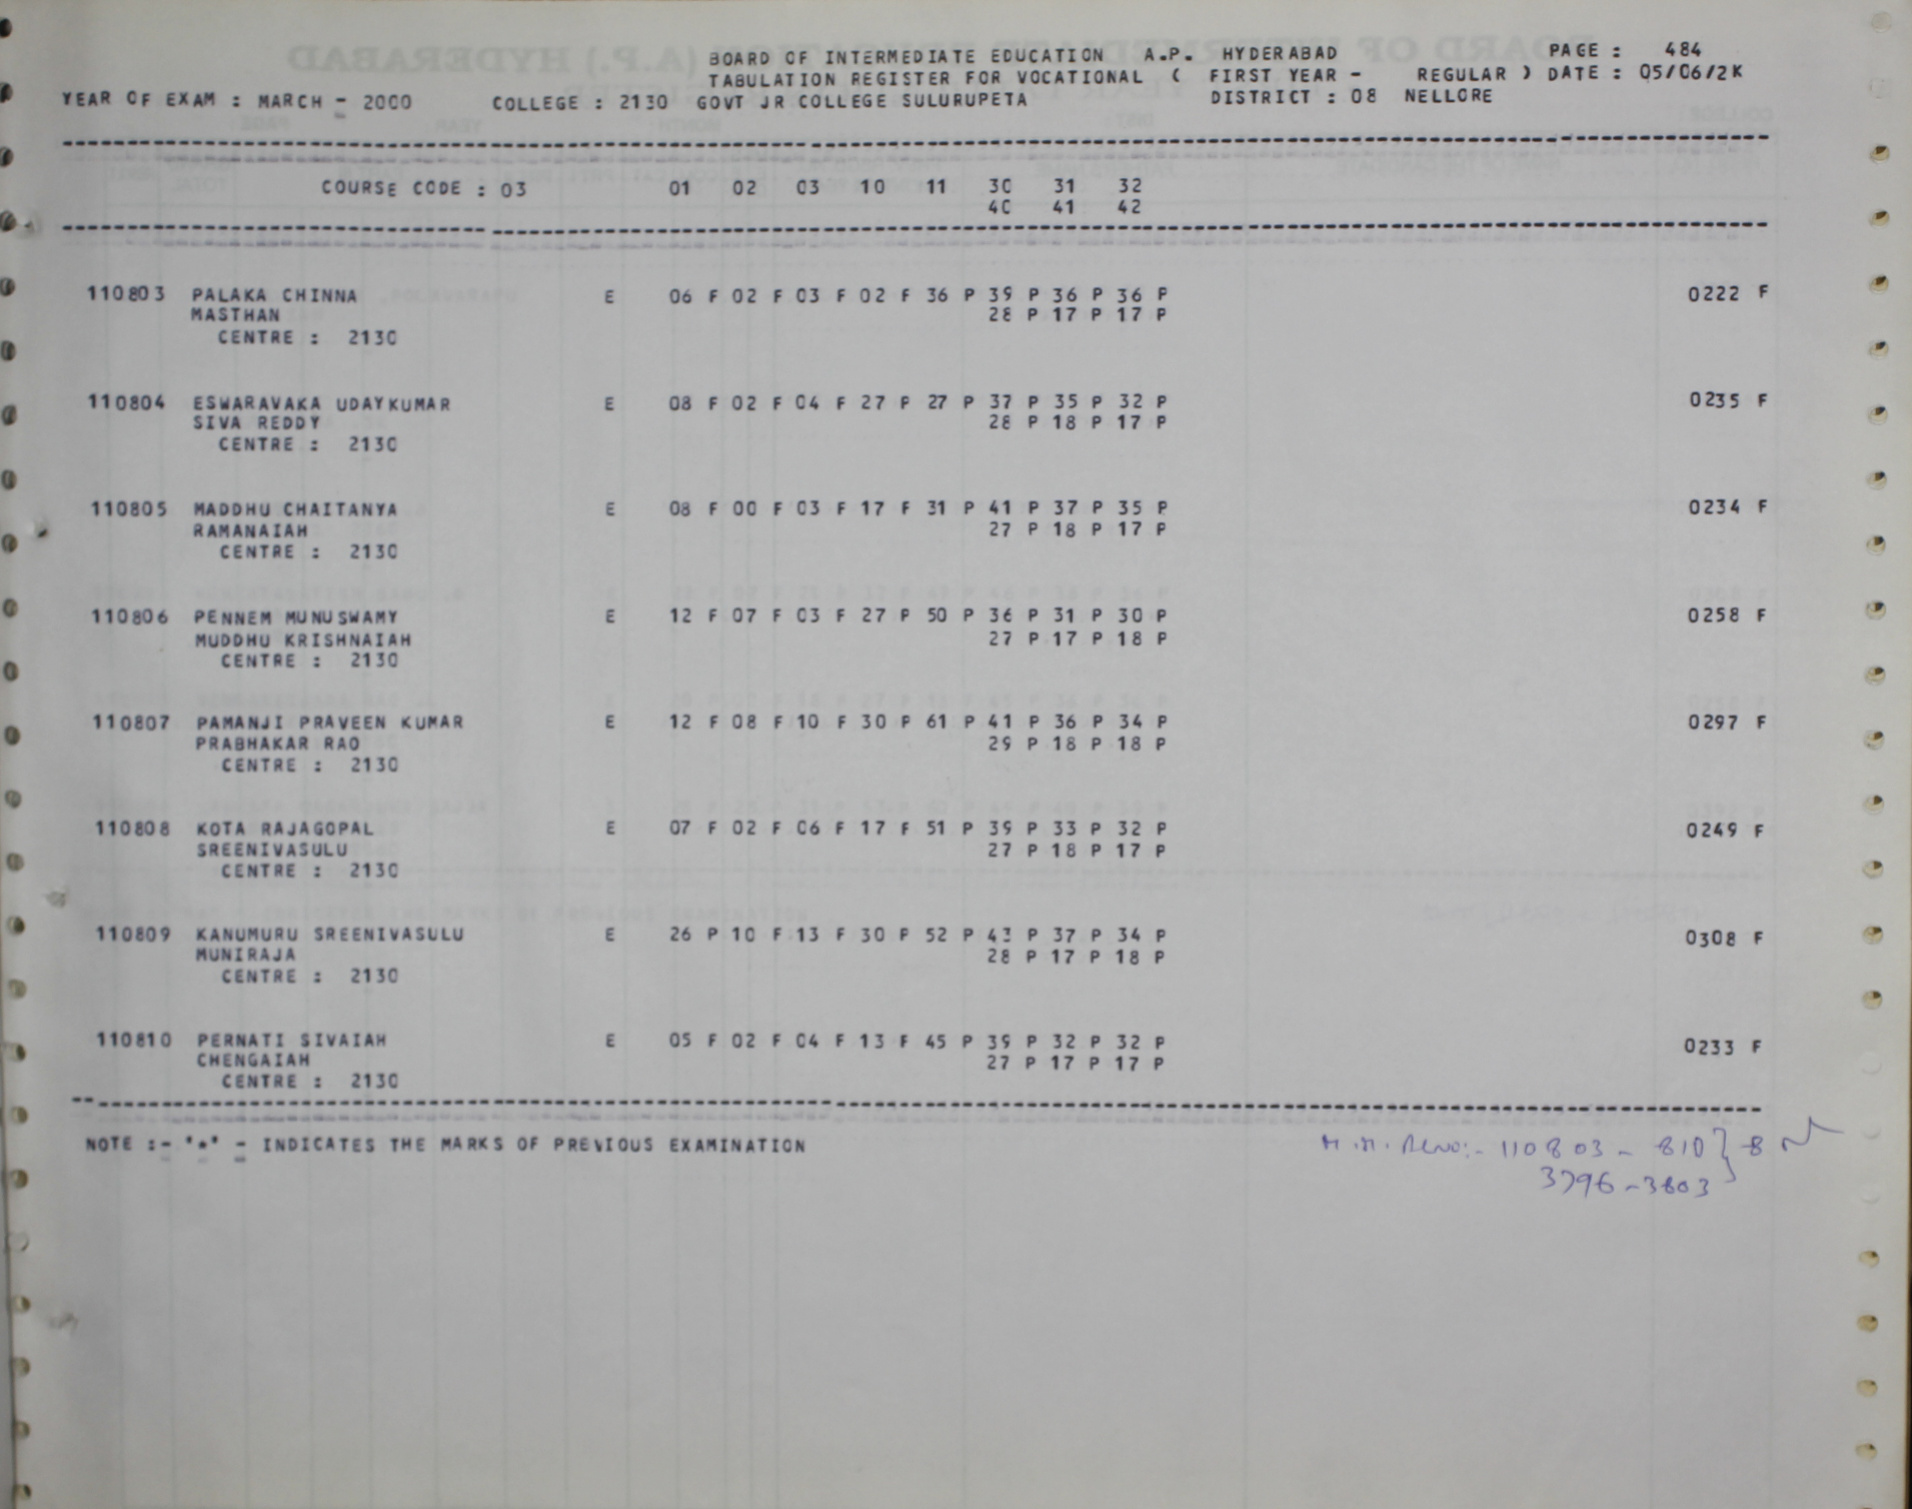 BOARD OF INTERMEDIATE EDUCATION A.P. HYDERABAD PAGE : 484
TABULATION REGISTER FOR VOCATIONAL ( FIRST YEAR - REGULAR ) DATE : 05/06/2K
YEAR OF EXAM : MARCH - 2000 COLLEGE : 2130 GOVT JR COLLEGE SULURUPETA DISTRICT : 08 NELLORE
COURSE CODE : 03 01 02 03 10 11 30 31 32
40 41 42
110803 PALAKA CHINNA E 06 F 02 F 03 F 02 F 36 P 39 P 36 P 36 P 0222 F
MASTHAN 28 P 17 P 17 P
CENTRE : 2130
110804 ESWARAVAKA UDAYKUMAR E 08 F 02 F 04 F 27 P 27 P 37 P 35 P 32 P 0235 F
SIVA REDDY 28 P 18 P 17 P
CENTRE : 2130
110805 MADDHU CHAITANYA E 08 F 00 F 03 F 17 F 31 P 41 P 37 P 35 P 0234 F
RAMANAIAH 27 P 18 P 17 P
CENTRE : 2130
110806 PENNEM MUNUSWAMY E 12 F 07 F 03 F 27 P 50 P 36 P 31 P 30 P 0258 F
MUDDHU KRISHNAIAH 27 P 17 P 18 P
CENTRE : 2130
110807 PAMANJI PRAVEEN KUMAR E 12 F 08 F 10 F 30 P 61 P 41 P 36 P 34 P 0297 F
PRABHAKAR RAO 29 P 18 P 18 P
CENTRE : 2130
110808 KOTA RAJAGOPAL E 07 F 02 F 06 F 17 F 51 P 39 P 33 P 32 P 0249 F
SREENIVASULU 27 P 18 P 17 P
CENTRE : 2130
110809 KANUMURU SREENIVASULU E 26 P 10 F 13 F 30 P 52 P 43 P 37 P 34 P 0308 F
MUNIRAJA 28 P 17 P 18 P
CENTRE : 2130
110810 PERNATI SIVAIAH E 05 F 02 F 04 F 13 F 45 P 39 P 32 P 32 P 0233 F
CHENGAIAH 27 P 17 P 17 P
CENTRE : 2130
NOTE :- '*' - INDICATES THE MARKS OF PREVIOUS EXAMINATION
110803 - 810 } 8
3796 - 3803